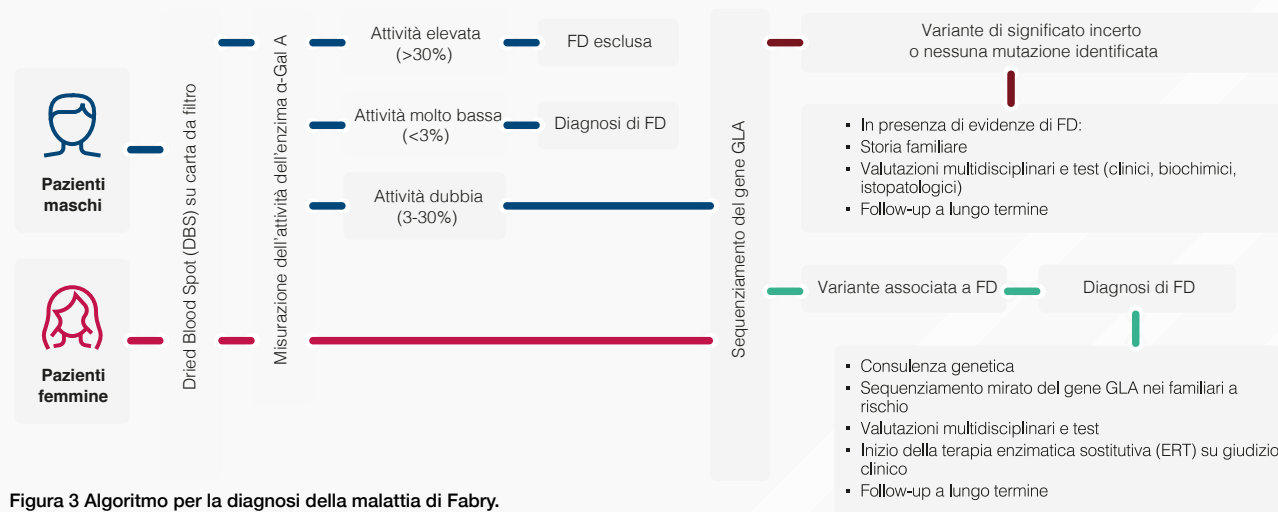 Pazienti
maschi
Pazienti
femmine
Dried Blood Spot (DBS) su carta da filtro
Misurazione dell'attività dell'enzima α-Gal A
Attività elevata
(>30%)
FD esclusa
Attività molto bassa
(<3%)
Diagnosi di FD
Attività dubbia
(3-30%)
Sequenziamento del gene GLA
Variante di significato incerto
o nessuna mutazione identificata
▪ In presenza di evidenze di FD:
▪ Storia familiare
▪ Valutazioni multidisciplinari e test (clinici, biochimici,
istopatologici)
▪ Follow-up a lungo termine
Variante associata a FD
Diagnosi di FD
▪ Consulenza genetica
▪ Sequenziamento mirato del gene GLA nei familiari a
rischio
▪ Valutazioni multidisciplinari e test
▪ Inizio della terapia enzimatica sostitutiva (ERT) su giudizio
clinico
▪ Follow-up a lungo termine
Figura 3 Algoritmo per la diagnosi della malattia di Fabry.